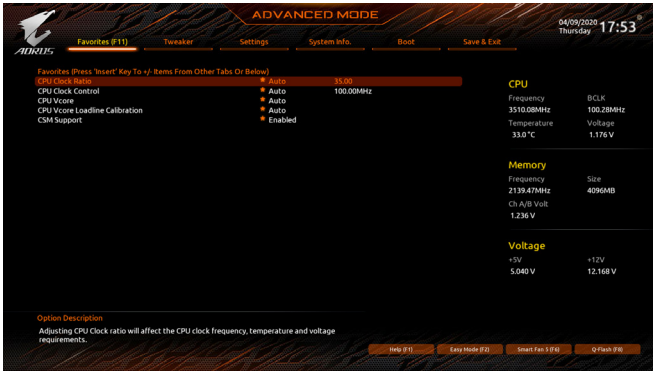 ADVANCED MODE
04/09/2020
Thursday
17:53
AORUS
Favorites (F11) Tweaker Settings System Info. Boot Save & Exit
Favorites (Press 'Insert' Key To +/- Items From Other Tabs Or Below)
CPU Clock Ratio Auto 35.00
CPU Clock Control Auto 100.00MHz
CPU Vcore Auto
CPU Vcore Loadline Calibration Auto
CSM Support Enabled
CPU
Frequency BCLK
3510.08MHz 100.28MHz
Temperature Voltage
33.0 °C 1.176 V
Memory
Frequency Size
2139.47MHz 4096MB
Ch A/B Volt
1.236 V
Voltage
+5V +12V
5.040 V 12.168 V
Option Description
Adjusting CPU Clock ratio will affect the CPU clock frequency, temperature and voltage
requirements.
Help (F1) Easy Mode (F2) Smart Fan 5 (F6) Q-Flash (F8)